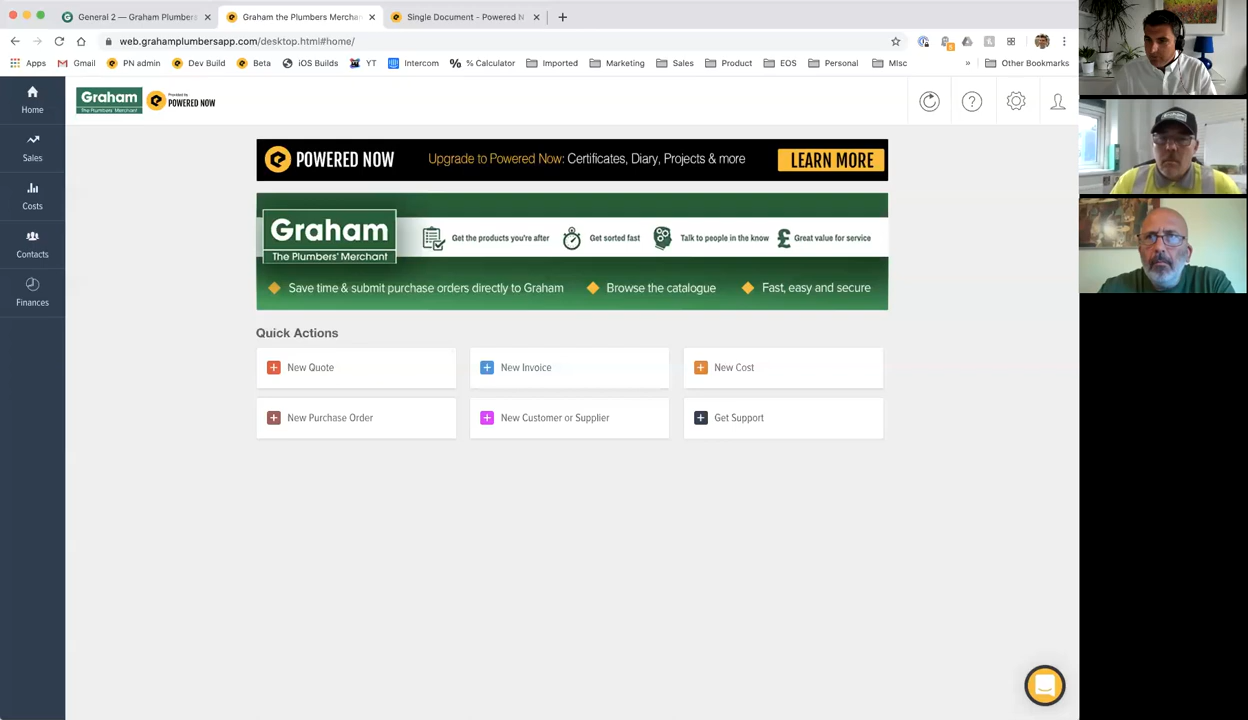 General 2 — Graham Plumbers
Graham the Plumbers Merchan
Single Document - Powered N
web.grahamplumbersapp.com/desktop.html#home/
Apps
Gmail
PN admin
Dev Build
Beta
iOS Builds
YT
Intercom
% Calculator
Imported
Marketing
Sales
Product
EOS
Personal
MIsc
»
Other Bookmarks
Home
Sales
Costs
Contacts
Finances
Graham
The Plumbers' Merchant
Provided by
POWERED NOW
POWERED NOW
Upgrade to Powered Now: Certificates, Diary, Projects & more
LEARN MORE
Graham
The Plumbers' Merchant
Get the products you're after
Get sorted fast
Talk to people in the know
£ Great value for service
Save time & submit purchase orders directly to Graham
Browse the catalogue
Fast, easy and secure
Quick Actions
New Quote
New Invoice
New Cost
New Purchase Order
New Customer or Supplier
Get Support